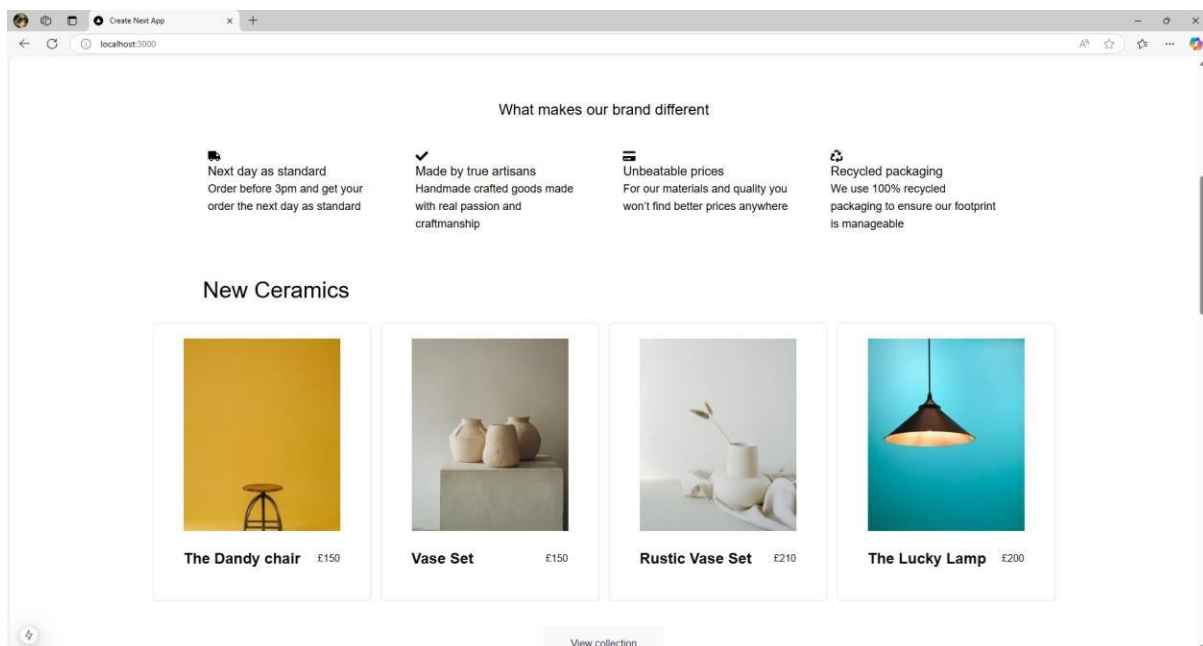 Create Next App
localhost:3000
What makes our brand different
Next day as standard
Order before 3pm and get your
order the next day as standard
Made by true artisans
Handmade crafted goods made
with real passion and
craftmanship
Unbeatable prices
For our materials and quality you
won't find better prices anywhere
Recycled packaging
We use 100% recycled
packaging to ensure our footprint
is manageable
New Ceramics
The Dandy chair £150
Vase Set £150
Rustic Vase Set £210
The Lucky Lamp £200
View collection